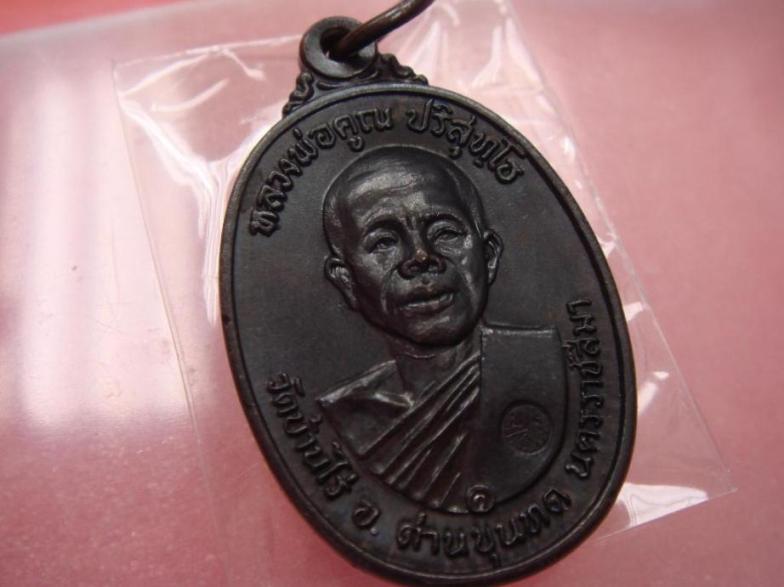 หลวงพ่อคูณ ปริสุทฺโธ
วัดบ้านไร่ อ. ด่านขุนทด นครราชสีมา